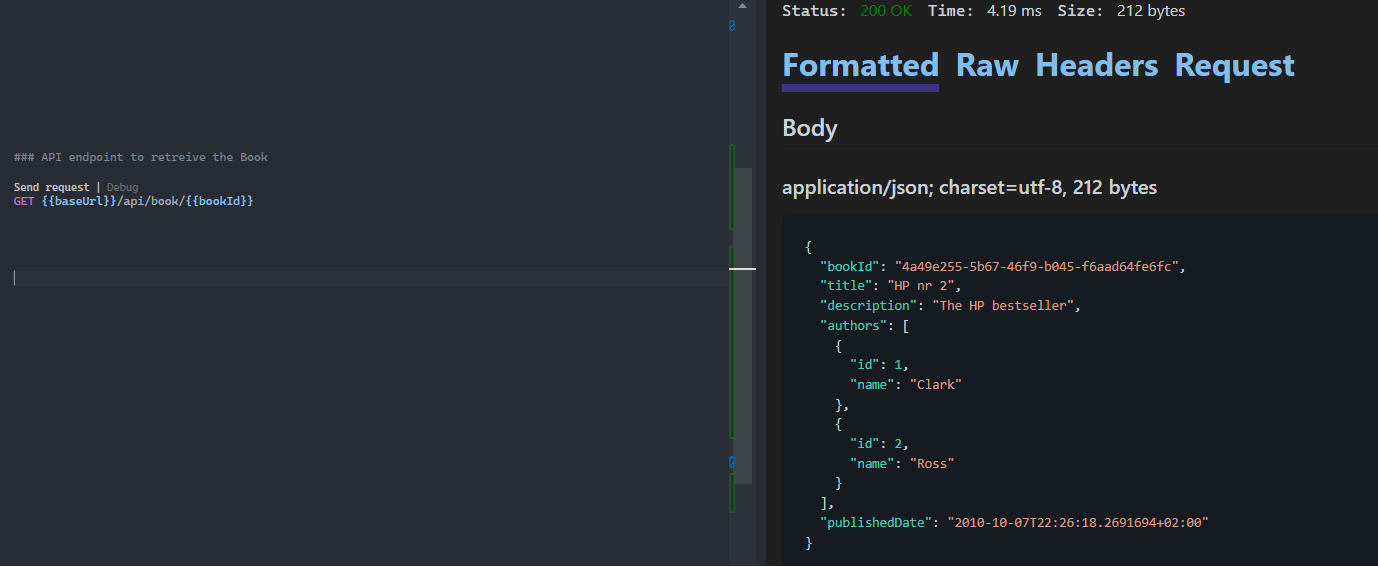 ### API endpoint to retreive the Book
Send request | Debug
GET {{baseUrl}}/api/book/{{bookId}}
Status: 200 OK Time: 4.19 ms Size: 212 bytes
Formatted Raw Headers Request
Body
application/json; charset=utf-8, 212 bytes
{
"bookId": "4a49e255-5b67-46f9-b045-f6aad64fe6fc",
"title": "HP nr 2",
"description": "The HP bestseller",
"authors": [
{
"id": 1,
"name": "Clark"
},
{
"id": 2,
"name": "Ross"
}
],
"publishedDate": "2010-10-07T22:26:18.2691694+02:00"
}